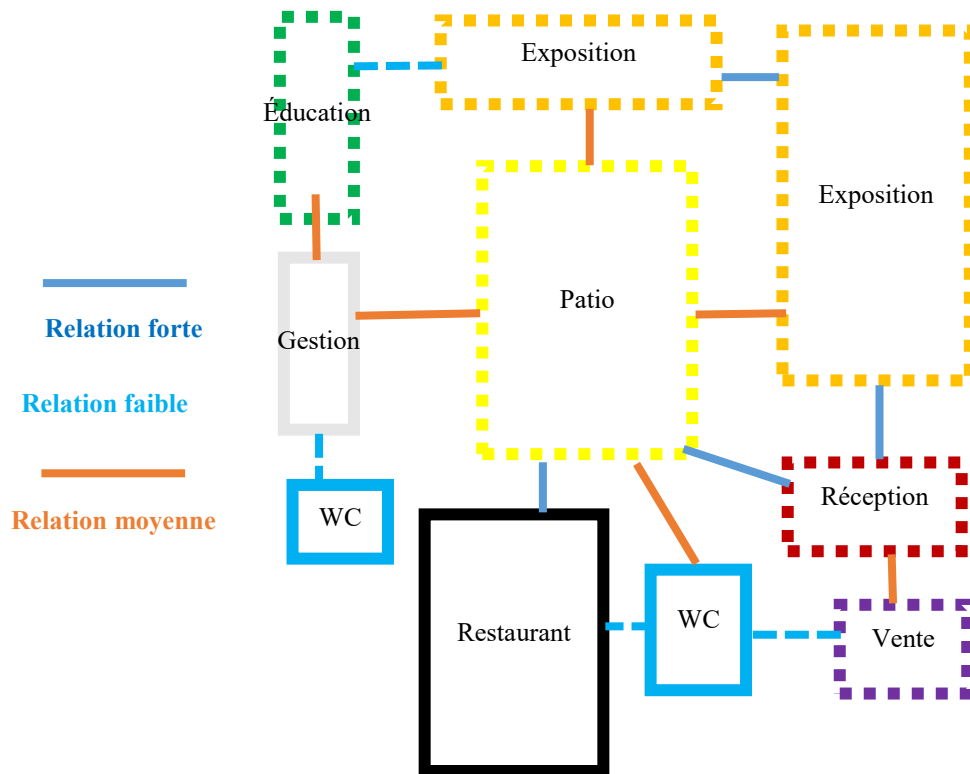 Exposition
Éducation
Exposition
Patio
Relation forte
Gestion
Relation faible
Réception
WC
Relation moyenne
WC
Restaurant
Vente